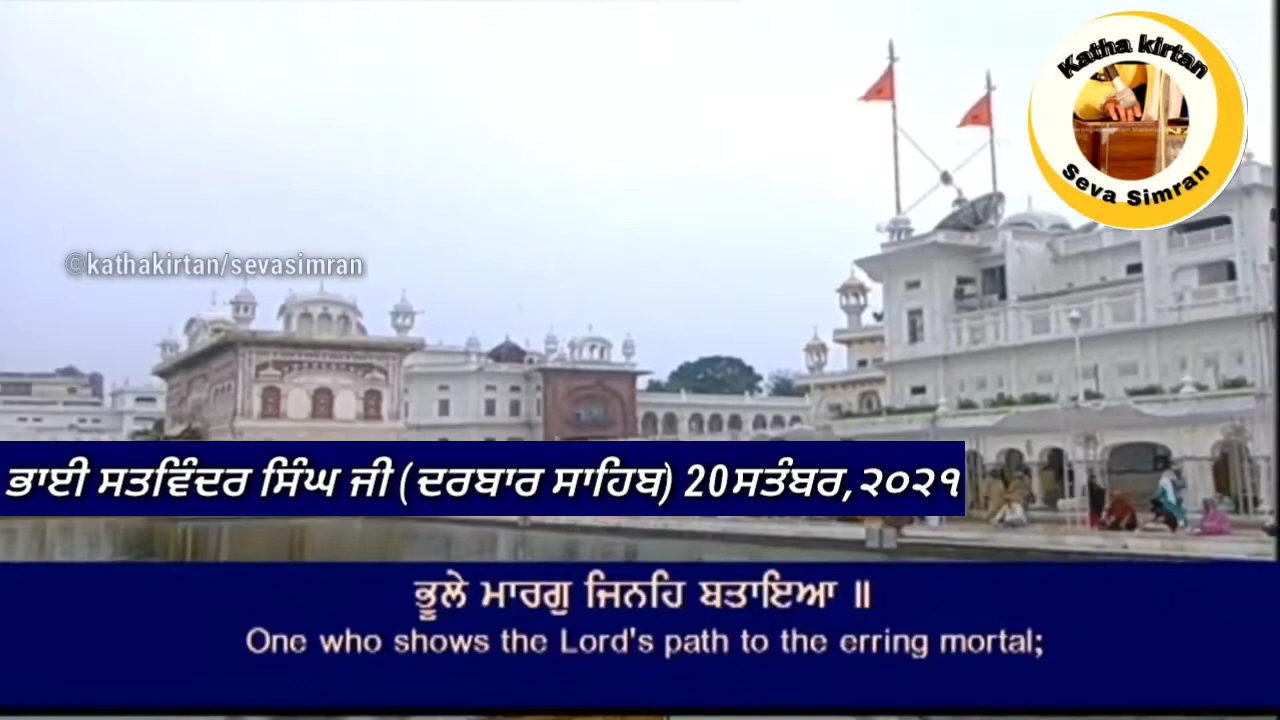 Katha kirtan
Seva Simran
©kathakirtan/sevasimran
ਭਾਈ ਸਤਵਿੰਦਰ ਸਿੰਘ ਜੀ (ਦਰਬਾਰ ਸਾਹਿਬ) 20ਸਤੰਬਰ,੨੦੨੧
ਭੂਲੇ ਮਾਰਗੁ ਜਿਨਹਿ ਬਤਾਇਆ ॥
One who shows the Lord's path to the erring mortal;